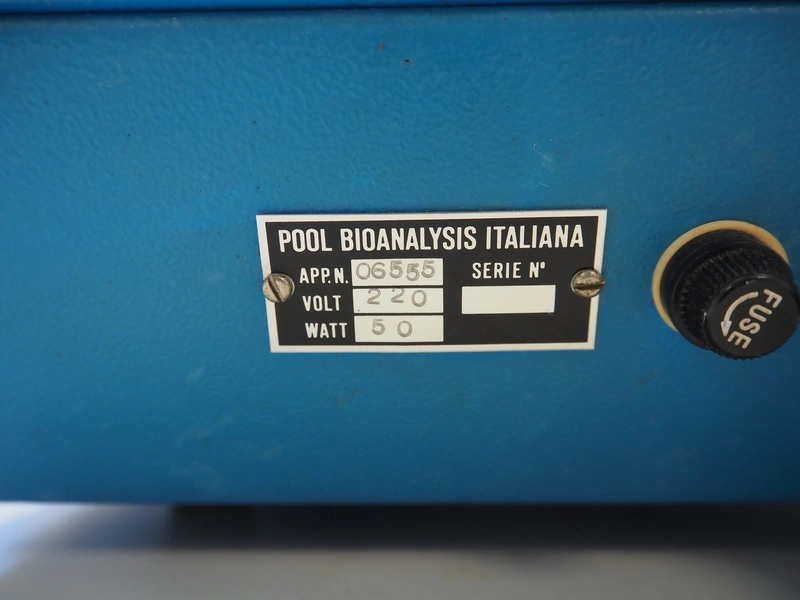 POOL BIOANALYSIS ITALIANA
APP.N. 06555 SERIE N°
VOLT 220
WATT 50
FUSE